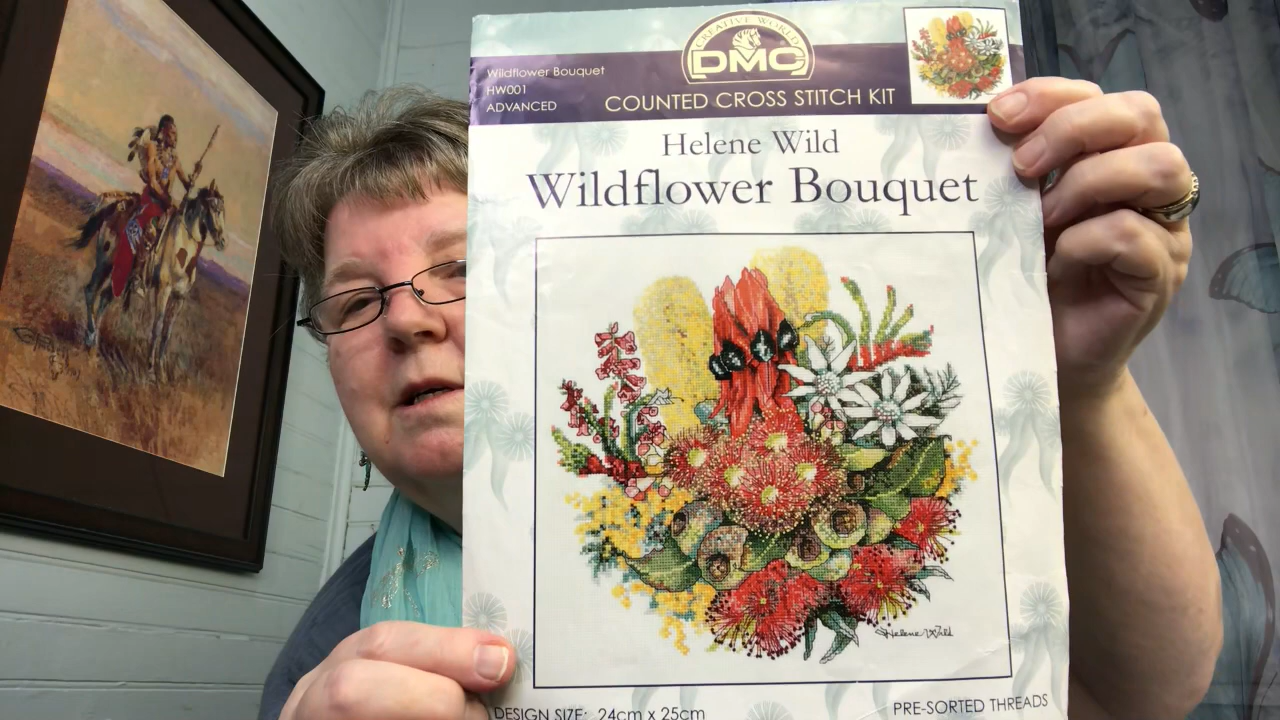 CREATIVE WORLD
DMC
Wildflower Bouquet
HW001
ADVANCED
COUNTED CROSS STITCH KIT
Helene Wild
Wildflower Bouquet
Helene Wild
DESIGN SIZE: 24cm x 25cm
PRE-SORTED THREADS